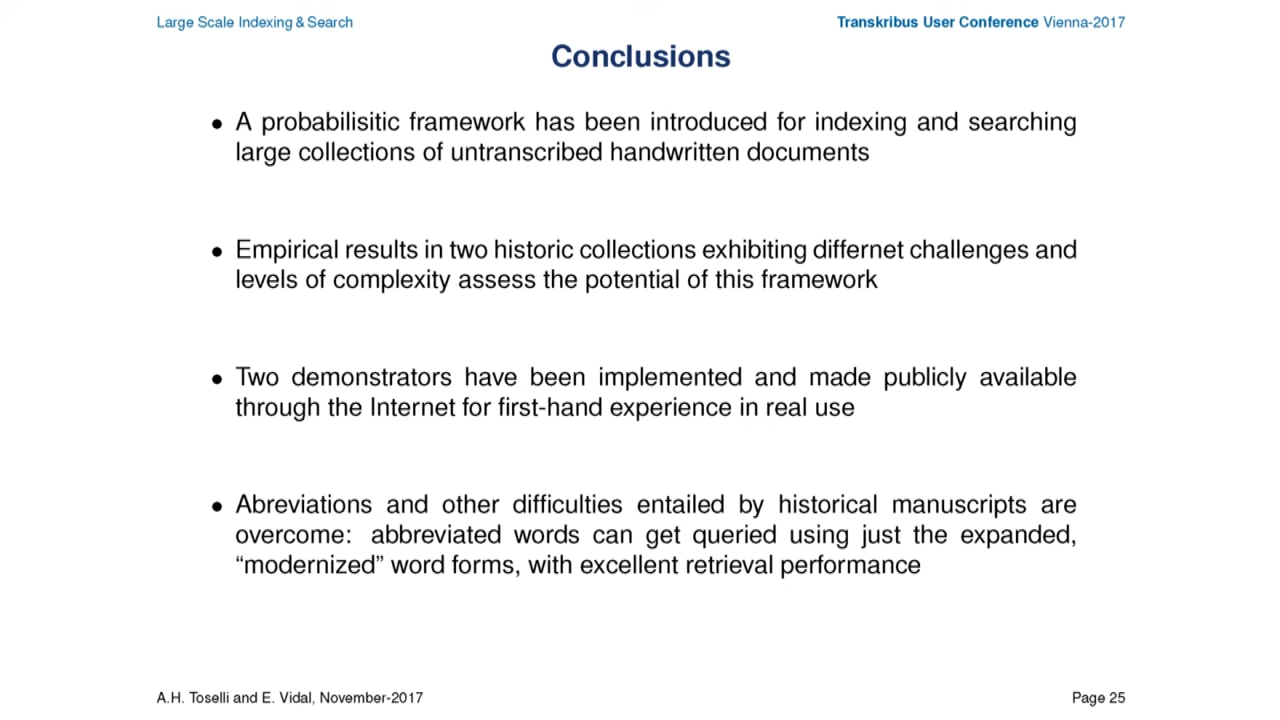 Large Scale Indexing & Search
Transkribus User Conference Vienna-2017
Conclusions
• A probabilisitic framework has been introduced for indexing and searching
large collections of untranscribed handwritten documents
• Empirical results in two historic collections exhibiting differnet challenges and
levels of complexity assess the potential of this framework
• Two demonstrators have been implemented and made publicly available
through the Internet for first-hand experience in real use
• Abreviations and other difficulties entailed by historical manuscripts are
overcome: abbreviated words can get queried using just the expanded,
“modernized” word forms, with excellent retrieval performance
A.H. Toselli and E. Vidal, November-2017
Page 25